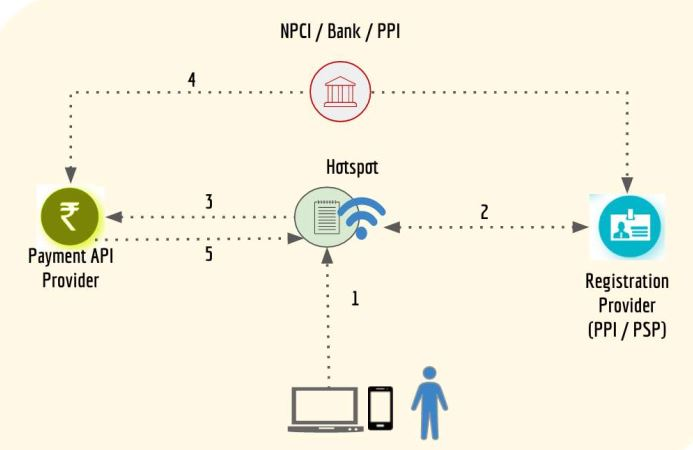 NPCI / Bank / PPI
4
Hotspot
3
2
₹
5
Payment API
Provider
Registration
Provider
(PPI / PSP)
1